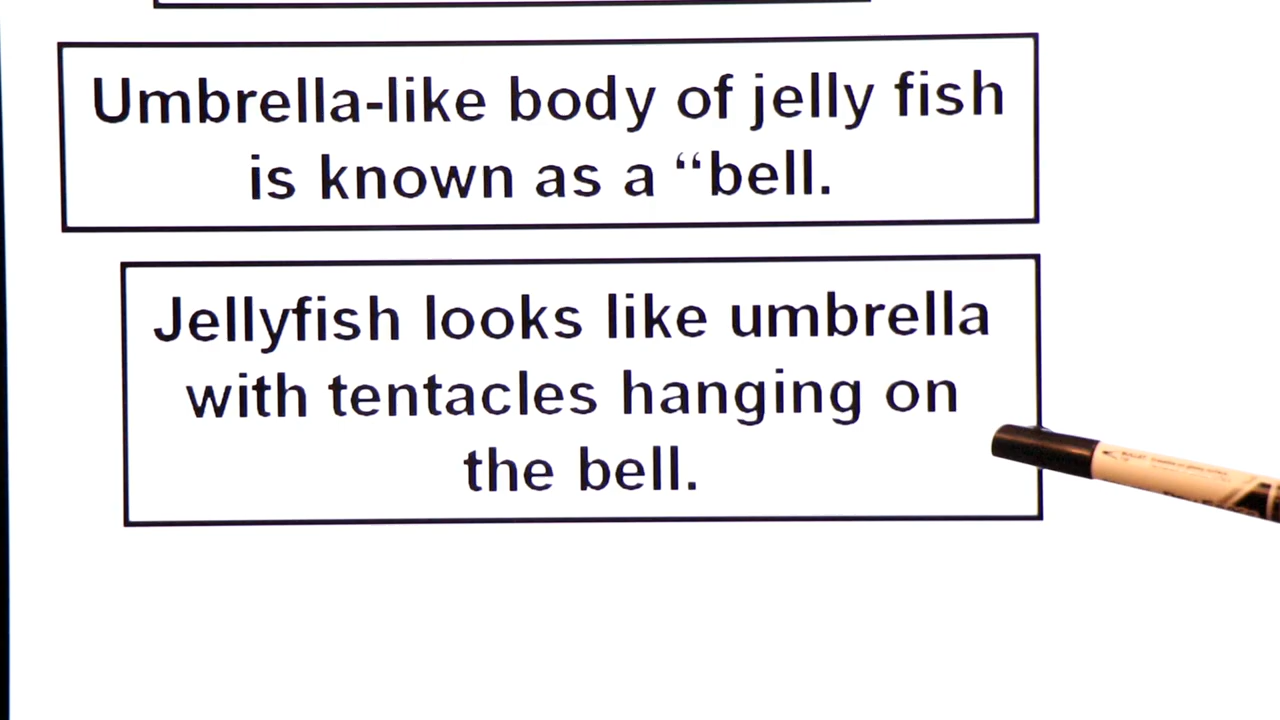 Umbrella-like body of jelly fish
is known as a “bell.
Jellyfish looks like umbrella
with tentacles hanging on
the bell.